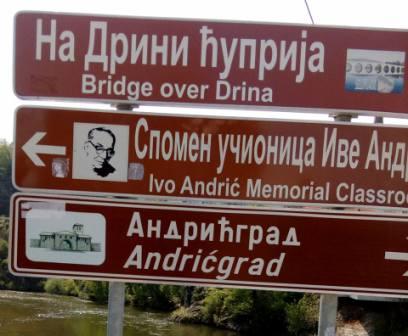 На Дрини ћуприја
Bridge over Drina
Спомен учионица Иве
Ivo Andrić Memorial
Андрићград
Andrićgrad